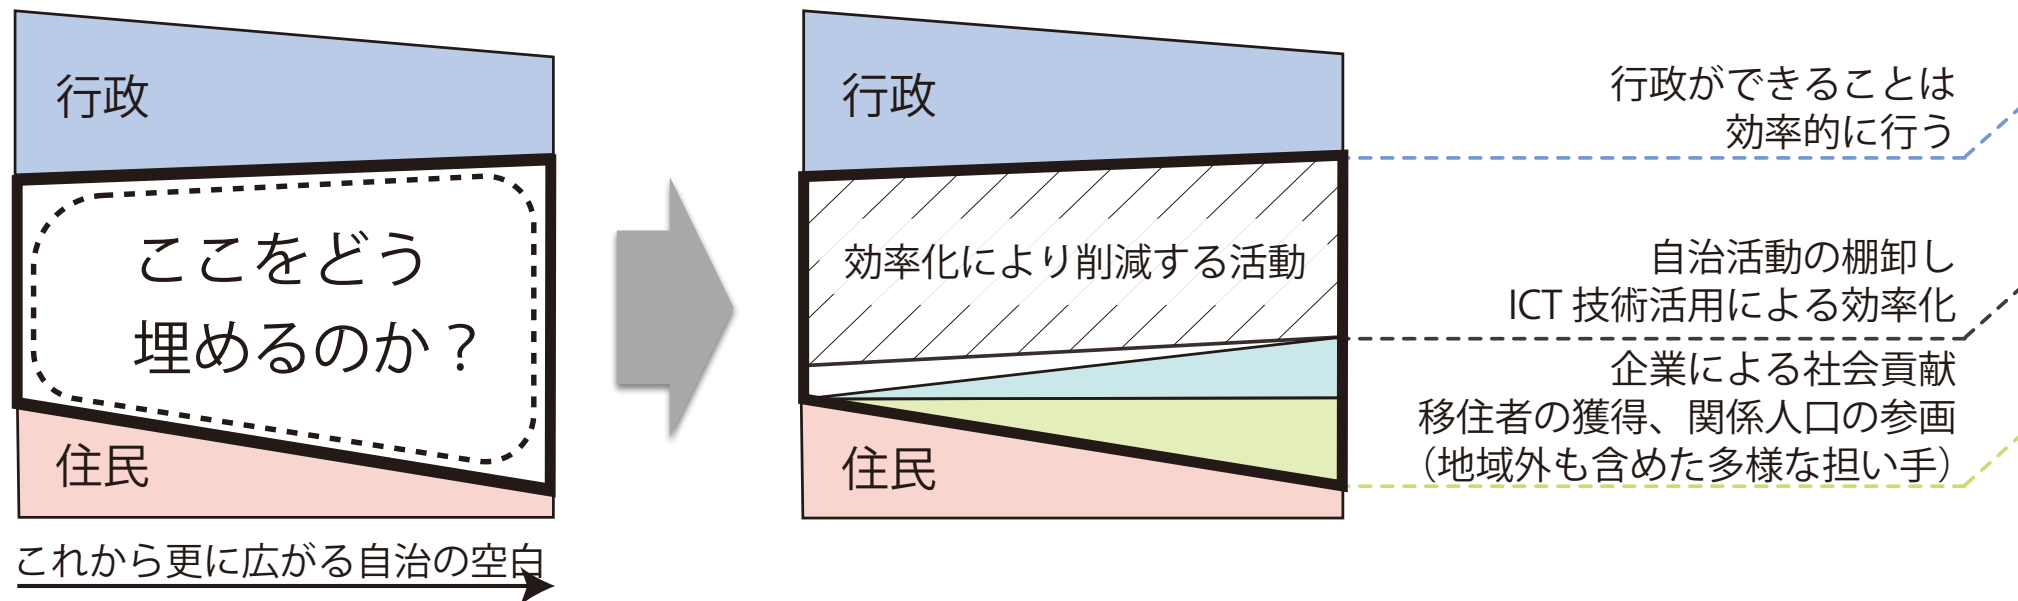 行政
ここをどう
埋めるのか？
住民
これから更に広がる自治の空白
行政
効率化により削減する活動
住民
行政ができることは
効率的に行う
自治活動の棚卸し
ICT 技術活用による効率化
企業による社会貢献
移住者の獲得、関係人口の参画
（地域外も含めた多様な担い手）